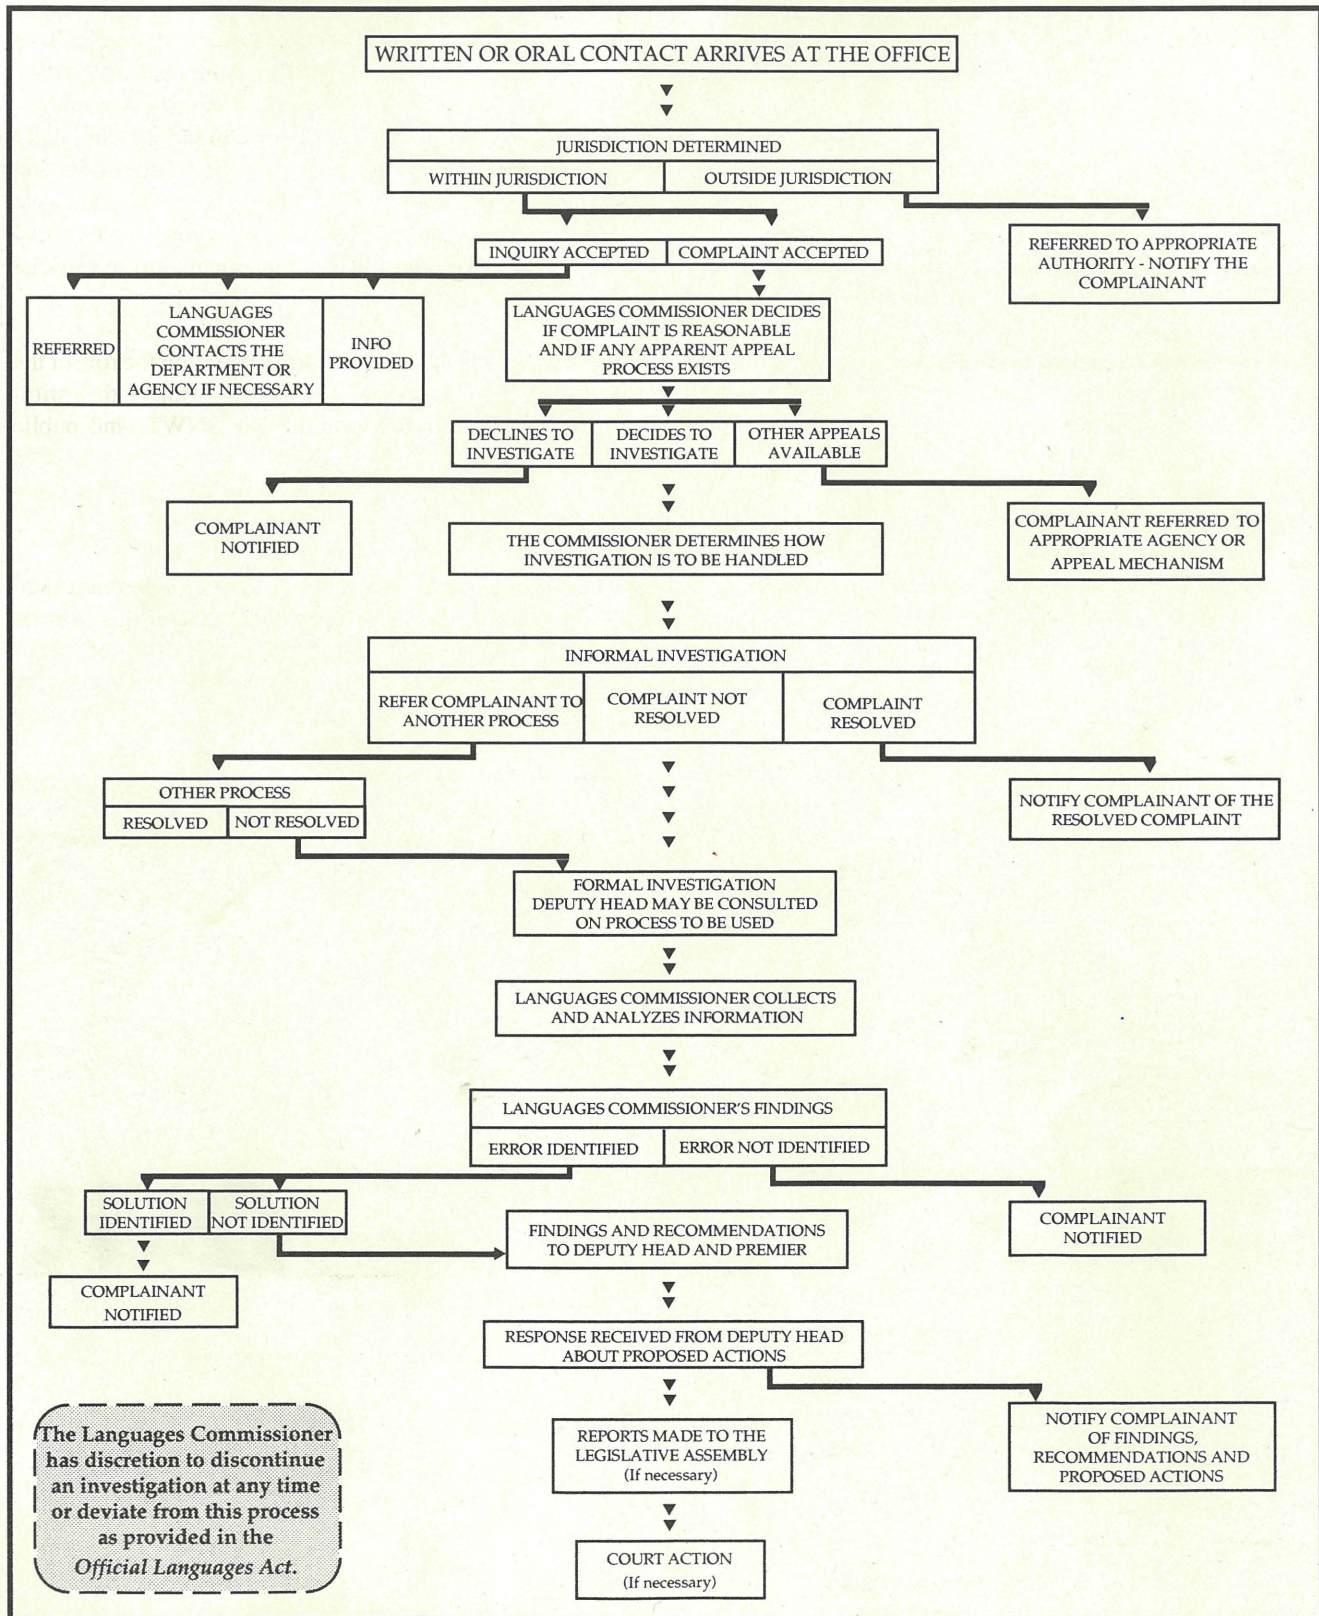 WRITTEN OR ORAL CONTACT ARRIVES AT THE OFFICE
JURISDICTION DETERMINED
WITHIN JURISDICTION
OUTSIDE JURISDICTION
INQUIRY ACCEPTED
COMPLAINT ACCEPTED
REFERRED TO APPROPRIATE
AUTHORITY - NOTIFY THE
COMPLAINANT
REFERRED
LANGUAGES
COMMISSIONER
CONTACTS THE
DEPARTMENT OR
AGENCY IF NECESSARY
INFO
PROVIDED
LANGUAGES COMMISSIONER DECIDES
IF COMPLAINT IS REASONABLE
AND IF ANY APPARENT APPEAL
PROCESS EXISTS
DECLINES TO
INVESTIGATE
DECIDES TO
INVESTIGATE
OTHER APPEALS
AVAILABLE
COMPLAINANT
NOTIFIED
THE COMMISSIONER DETERMINES HOW
INVESTIGATION IS TO BE HANDLED
COMPLAINANT REFERRED TO
APPROPRIATE AGENCY OR
APPEAL MECHANISM
INFORMAL INVESTIGATION
REFER COMPLAINANT TO
ANOTHER PROCESS
COMPLAINT NOT
RESOLVED
COMPLAINT
RESOLVED
OTHER PROCESS
RESOLVED
NOT RESOLVED
NOTIFY COMPLAINANT OF THE
RESOLVED COMPLAINT
FORMAL INVESTIGATION
DEPUTY HEAD MAY BE CONSULTED
ON PROCESS TO BE USED
LANGUAGES COMMISSIONER COLLECTS
AND ANALYZES INFORMATION
LANGUAGES COMMISSIONER'S FINDINGS
ERROR IDENTIFIED
ERROR NOT IDENTIFIED
SOLUTION
IDENTIFIED
SOLUTION
NOT IDENTIFIED
FINDINGS AND RECOMMENDATIONS
TO DEPUTY HEAD AND PREMIER
COMPLAINANT
NOTIFIED
COMPLAINANT
NOTIFIED
RESPONSE RECEIVED FROM DEPUTY HEAD
ABOUT PROPOSED ACTIONS
REPORTS MADE TO THE
LEGISLATIVE ASSEMBLY
(If necessary)
NOTIFY COMPLAINANT
OF FINDINGS,
RECOMMENDATIONS AND
PROPOSED ACTIONS
COURT ACTION
(If necessary)
The Languages Commissioner
has discretion to discontinue
an investigation at any time
or deviate from this process
as provided in the
Official Languages Act.